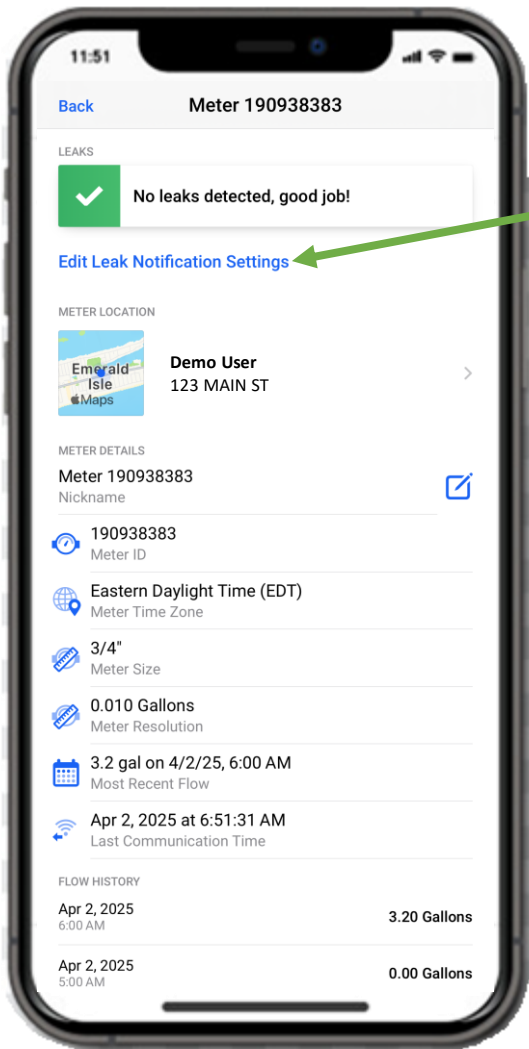 11:51
Back
Meter 190938383
LEAKS
No leaks detected, good job!
Edit Leak Notification Settings
METER LOCATION
Emerald
Isle
Maps
Demo User
123 MAIN ST
METER DETAILS
Meter 190938383
Nickname
190938383
Meter ID
Eastern Daylight Time (EDT)
Meter Time Zone
3/4"
Meter Size
0.010 Gallons
Meter Resolution
3.2 gal on 4/2/25, 6:00 AM
Most Recent Flow
Apr 2, 2025 at 6:51:31 AM
Last Communication Time
FLOW HISTORY
Apr 2, 2025
6:00 AM
3.20 Gallons
Apr 2, 2025
5:00 AM
0.00 Gallons